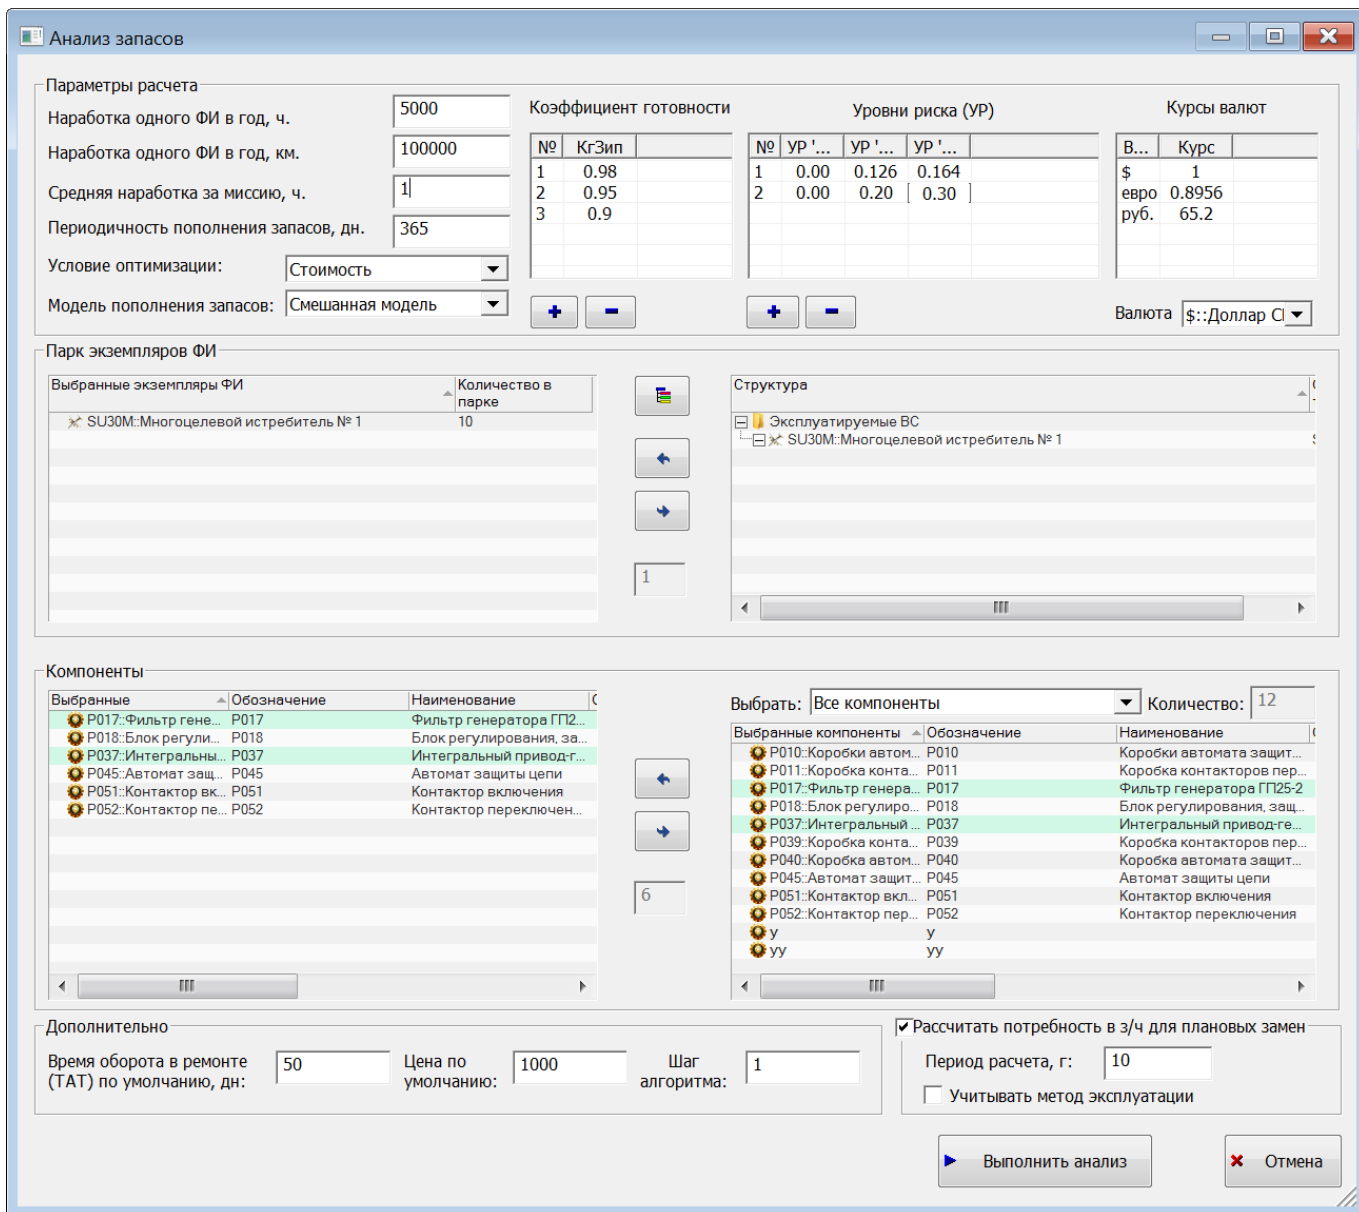 Анализ запасов
Параметры расчета
Наработка одного ФИ в год, ч. 5000
Наработка одного ФИ в год, км. 100000
Средняя наработка за миссию, ч. 1
Периодичность пополнения запасов, дн. 365
Условие оптимизации: Стоимость
Модель пополнения запасов: Смешанная модель
Коэффициент готовности
№ КгЗип
1 0.98
2 0.95
3 0.9
Уровни риска (УР)
№ УР '... УР '... УР '...
1 0.00 0.126 0.164
2 0.00 0.20 0.30
Курсы валют
В... Курс
$ 1
евро 0.8956
руб. 65.2
Валюта $::Доллар С
Парк экземпляров ФИ
Выбранные экземпляры ФИ Количество в
парке
SU30M::Многоцелевой истребитель № 1 10
1
Структура
Эксплуатируемые ВС
SU30M::Многоцелевой истребитель № 1
Компоненты
Выбранные Обозначение Наименование
P017::Фильтр гене... P017 Фильтр генератора ГП2...
P018::Блок регули... P018 Блок регулирования, за...
P037::Интегральны... P037 Интегральный привод-г...
P045::Автомат защ... P045 Автомат защиты цепи
P051::Контактор вк... P051 Контактор включения
P052::Контактор пе... P052 Контактор переключен...
6
Выбрать: Все компоненты Количество: 12
Выбранные компоненты Обозначение Наименование
P010::Коробки автом... P010 Коробки автомата защит...
P011::Коробка конта... P011 Коробка контакторов пер...
P017::Фильтр генера... P017 Фильтр генератора ГП25-2
P018::Блок регулиро... P018 Блок регулирования, защ...
P037::Интегральный ... P037 Интегральный привод-ге...
P039::Коробка конта... P039 Коробка контакторов пер...
P040::Коробка автом... P040 Коробка автомата защит...
P045::Автомат защит... P045 Автомат защиты цепи
P051::Контактор вкл... P051 Контактор включения
P052::Контактор пер... P052 Контактор переключения
у у
уу уу
Дополнительно
Время оборота в ремонте
(ТАТ) по умолчанию, дн: 50
Цена по
умолчанию: 1000
Шаг
алгоритма: 1
Рассчитать потребность в з/ч для плановых замен
Период расчета, г: 10
Учитывать метод эксплуатации
Выполнить анализ
Отмена